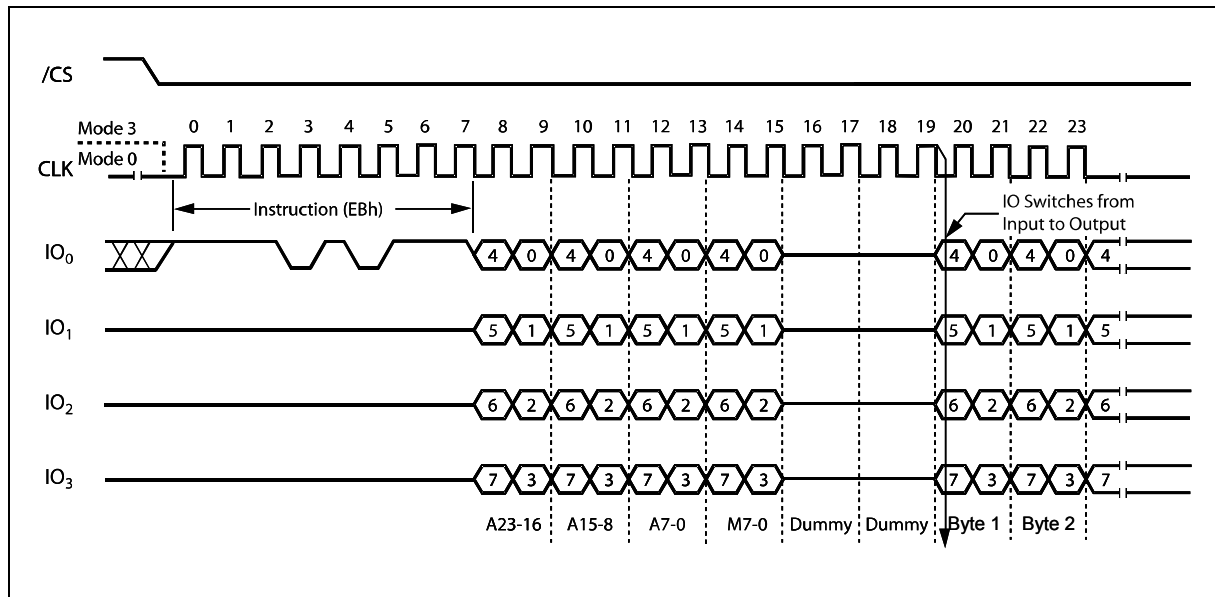 /CS
Mode 3
0 1 2 3 4 5 6 7 8 9 10 11 12 13 14 15 16 17 18 19 20 21 22 23
CLK
Mode 0
Instruction (EBh)
IO Switches from
Input to Output
IO₀ 4 0 4 0 4 0 4 0 4 0 4 0 4
IO₁ 5 1 5 1 5 1 5 1 5 1 5 1 5
IO₂ 6 2 6 2 6 2 6 2 6 2 6 2 6
IO₃ 7 3 7 3 7 3 7 3 7 3 7 3 7
A23-16 A15-8 A7-0 M7-0 Dummy Dummy Byte 1 Byte 2